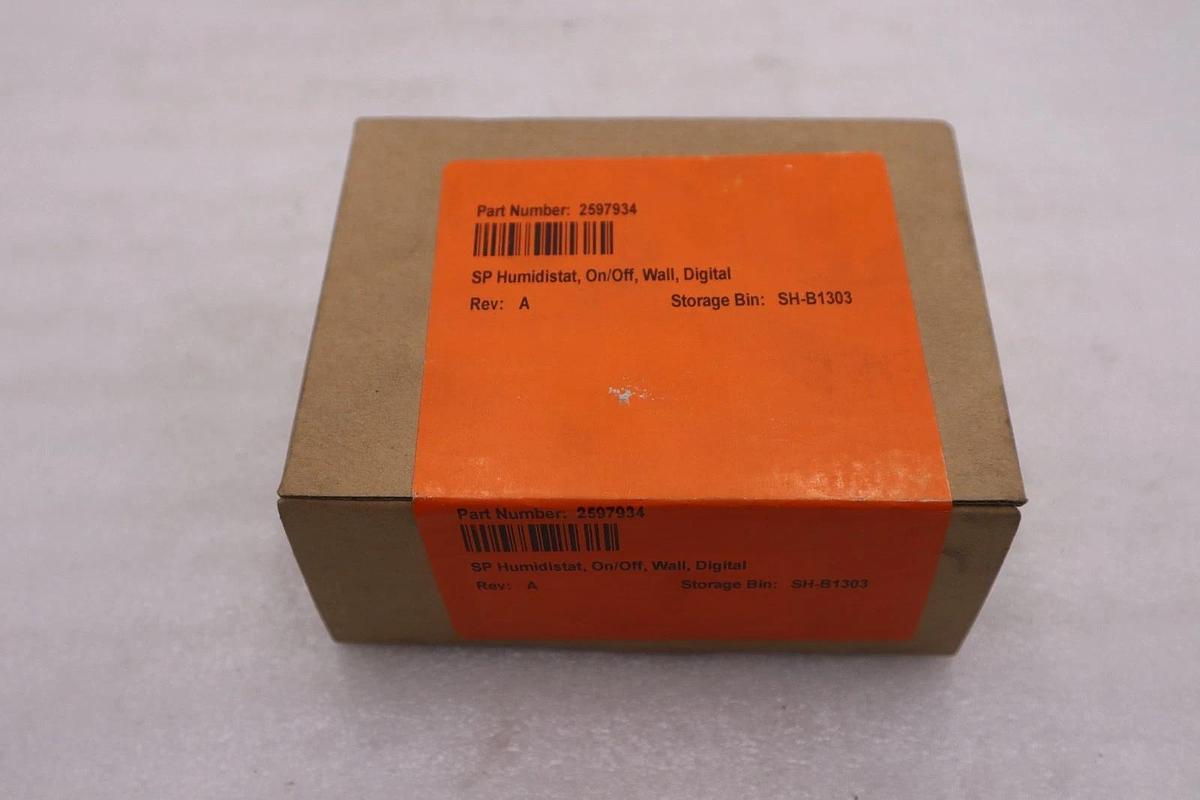 Part Number: 2597934
SP Humidistat, On/Off, Wall, Digital
Rev: A Storage Bin: SH-B1303
Part Number: 2597934
SP Humidistat, On/Off, Wall, Digital
Rev: A Storage Bin: SH-B1303